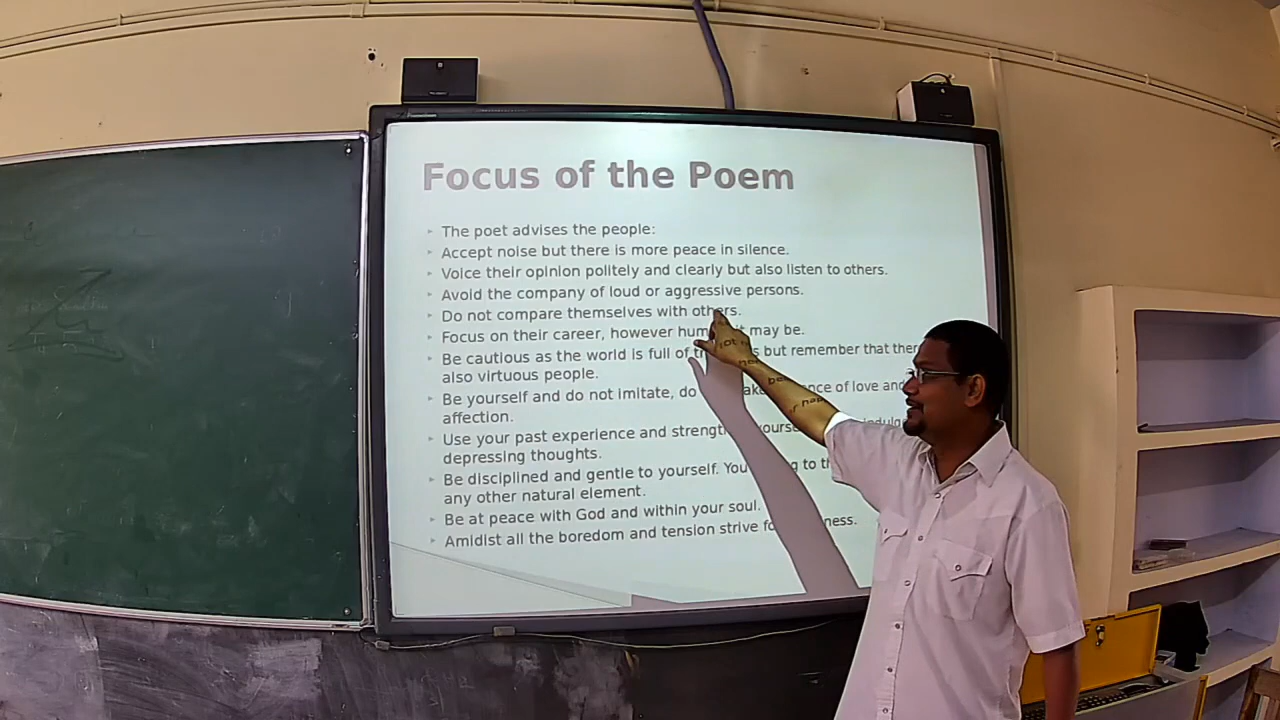 Focus of the Poem
The poet advises the people:
Accept noise but there is more peace in silence.
Voice their opinion politely and clearly but also listen to others.
Avoid the company of loud or aggressive persons.
Do not compare themselves with others.
Focus on their career, however may be.
Be cautious as the world is full of but remember that
also virtuous people.
Be yourself and do not imitate, do of love and
affection.
Use your past experience and
depressing thoughts.
Be disciplined and gentle to yourself. You to
any other natural element.
Be at peace with God and within your soul.
Amidist all the boredom and tension strive